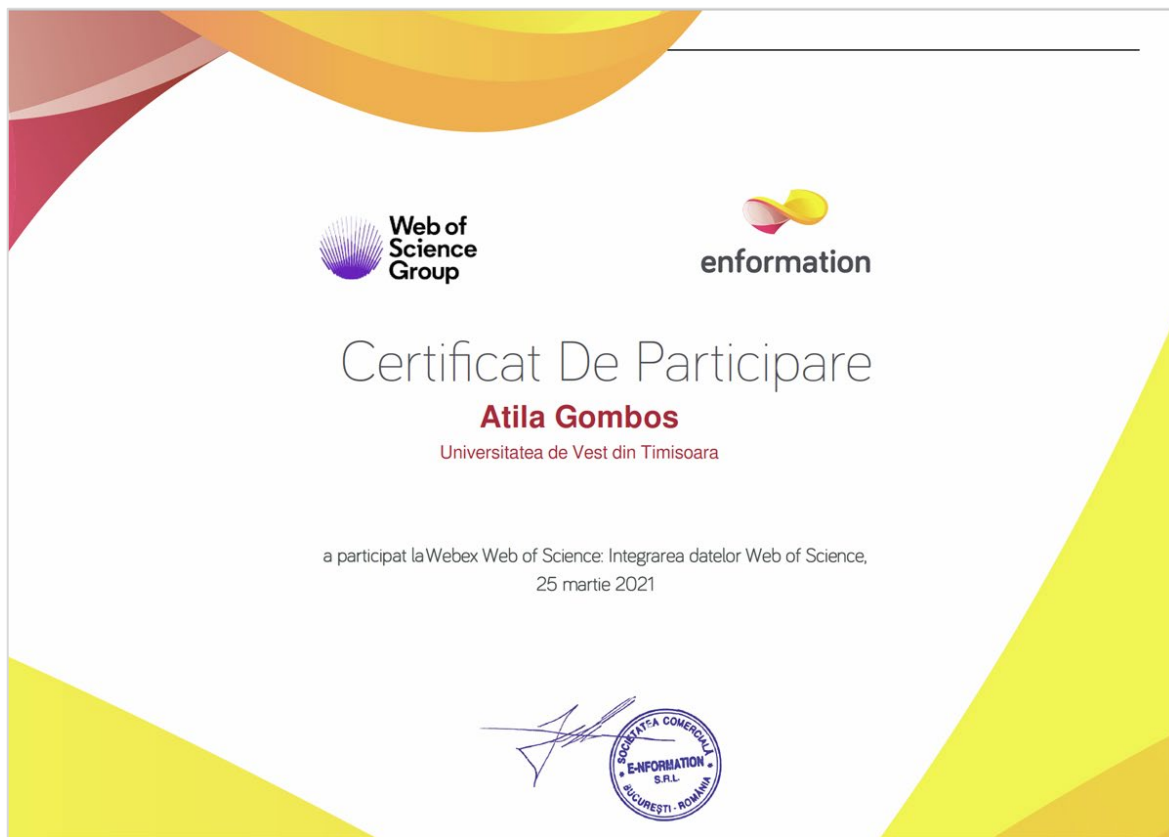 Web of
Science
Group
enformation
Certificat De Participare
Atila Gombos
Universitatea de Vest din Timisoara
a participat la Webex Web of Science: Integrarea datelor Web of Science,
25 martie 2021
SOCIETATEA COMERCIALĂ
E-NFORMATION
S.R.L.
BUCUREȘTI - ROMÂNIA